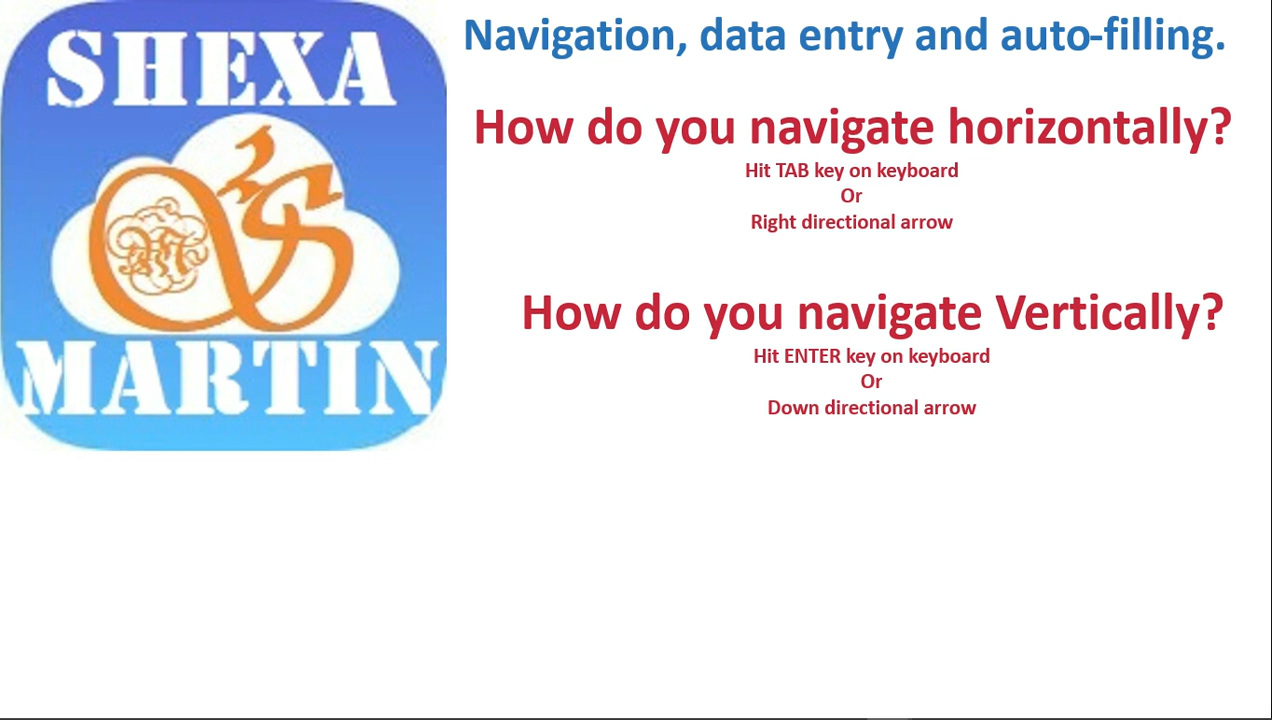 SHEXA
MARTIN
Navigation, data entry and auto-filling.
How do you navigate horizontally?
Hit TAB key on keyboard
Or
Right directional arrow
How do you navigate Vertically?
Hit ENTER key on keyboard
Or
Down directional arrow